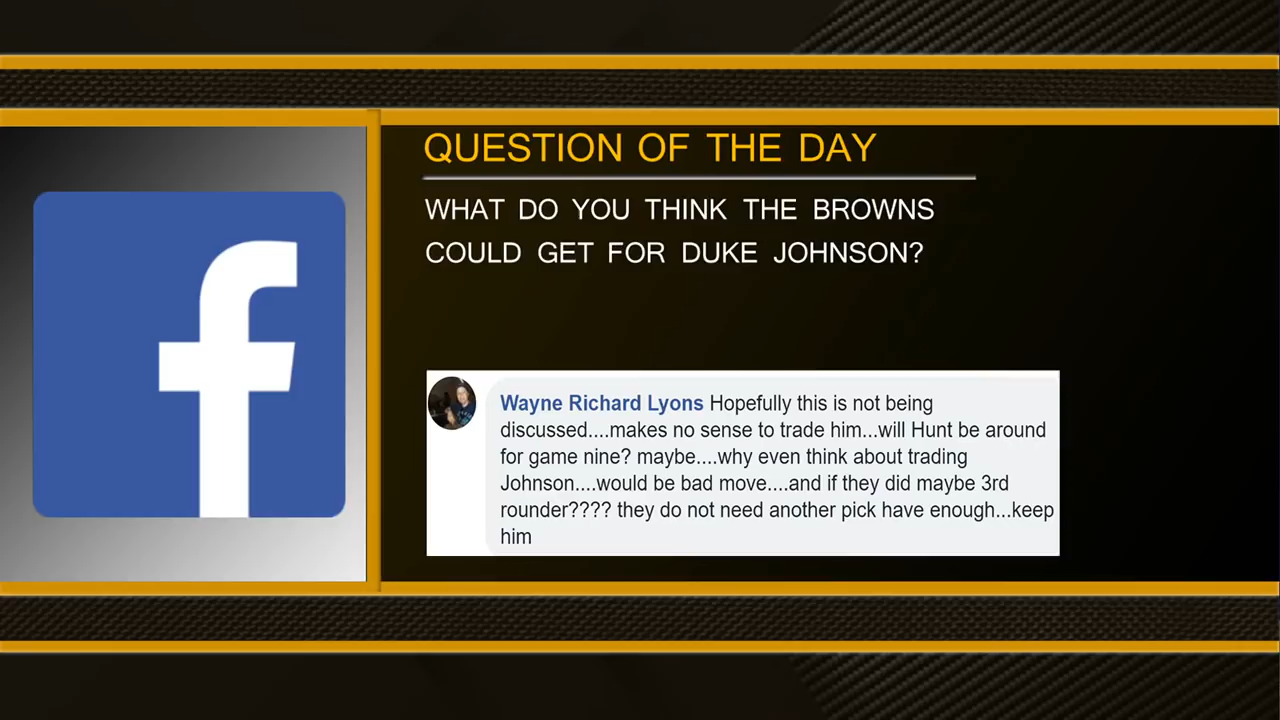 QUESTION OF THE DAY
WHAT DO YOU THINK THE BROWNS
COULD GET FOR DUKE JOHNSON?
f
Wayne Richard Lyons Hopefully this is not being
discussed....makes no sense to trade him...will Hunt be around
for game nine? maybe....why even think about trading
Johnson....would be bad move....and if they did maybe 3rd
rounder???? they do not need another pick have enough...keep
him